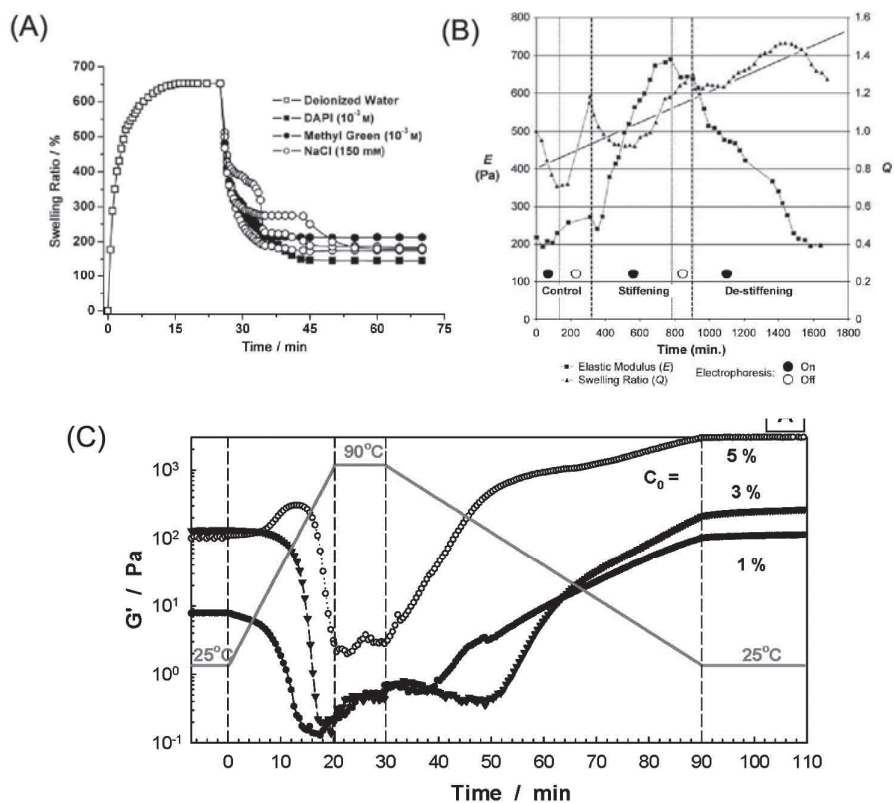 (A)
700
600
500
400
300
200
100
0
Swelling Ratio / %
Deionized Water
DAPI (10⁻³ M)
Methyl Green (10⁻³ M)
NaCl (150 mM)
0 15 30 45 60 75
Time / min
(B)
800
700
600
500
400
300
200
100
0
E
(Pa)
1.6
1.4
1.2
1.0
0.8
0.6
0.4
0.2
Q
Control Stiffening De-stiffening
0 200 400 600 800 1000 1200 1400 1600 1800
Time (min.)
Elastic Modulus (E)
Swelling Ratio (Q)
Electrophoresis:
On
Off
(C)
90°C
C₀ =
5 %
3 %
1 %
25°C
25°C
10³
10²
10¹
10⁰
10⁻¹
G' / Pa
0 10 20 30 40 50 60 70 80 90 100 110
Time / min